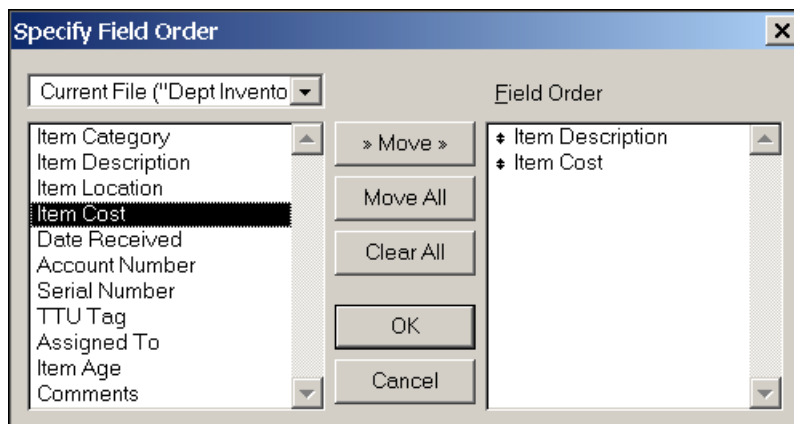 Specify Field Order
Current File ("Dept Invento
Field Order
Item Category
Item Description
Item Location
Item Cost
Date Received
Account Number
Serial Number
TTU Tag
Assigned To
Item Age
Comments
» Move »
Move All
Clear All
OK
Cancel
Item Description
Item Cost